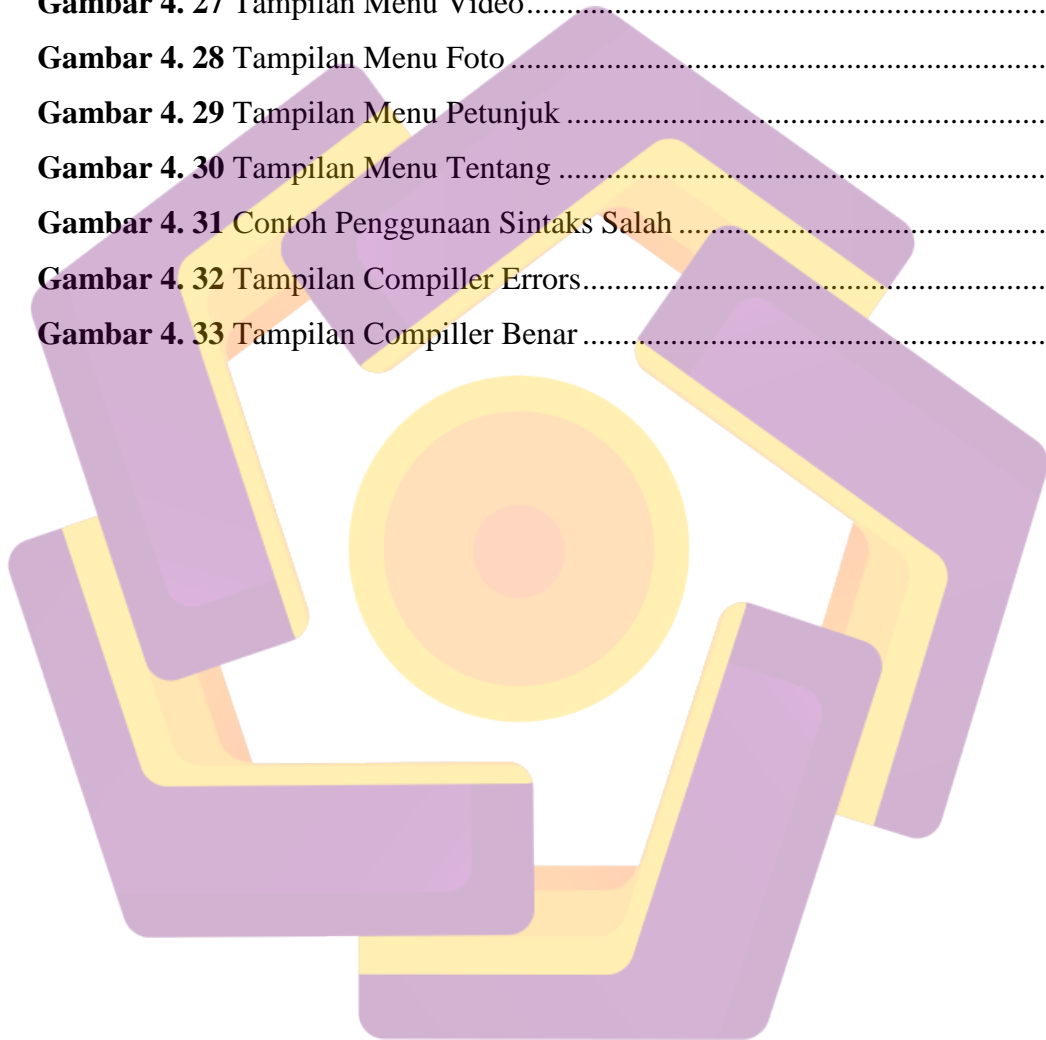 Gambar 4. 27 Tampilan Menu Video................................................................
Gambar 4. 28 Tampilan Menu Foto ..................................................................
Gambar 4. 29 Tampilan Menu Petunjuk ...........................................................
Gambar 4. 30 Tampilan Menu Tentang ............................................................
Gambar 4. 31 Contoh Penggunaan Sintaks Salah .............................................
Gambar 4. 32 Tampilan Compiller Errors.........................................................
Gambar 4. 33 Tampilan Compiller Benar .........................................................